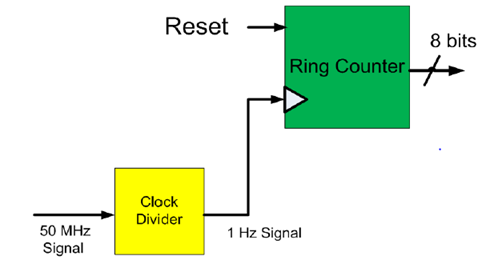 Reset
8 bits
Ring Counter
Clock
Divider
50 MHz
Signal
1 Hz Signal